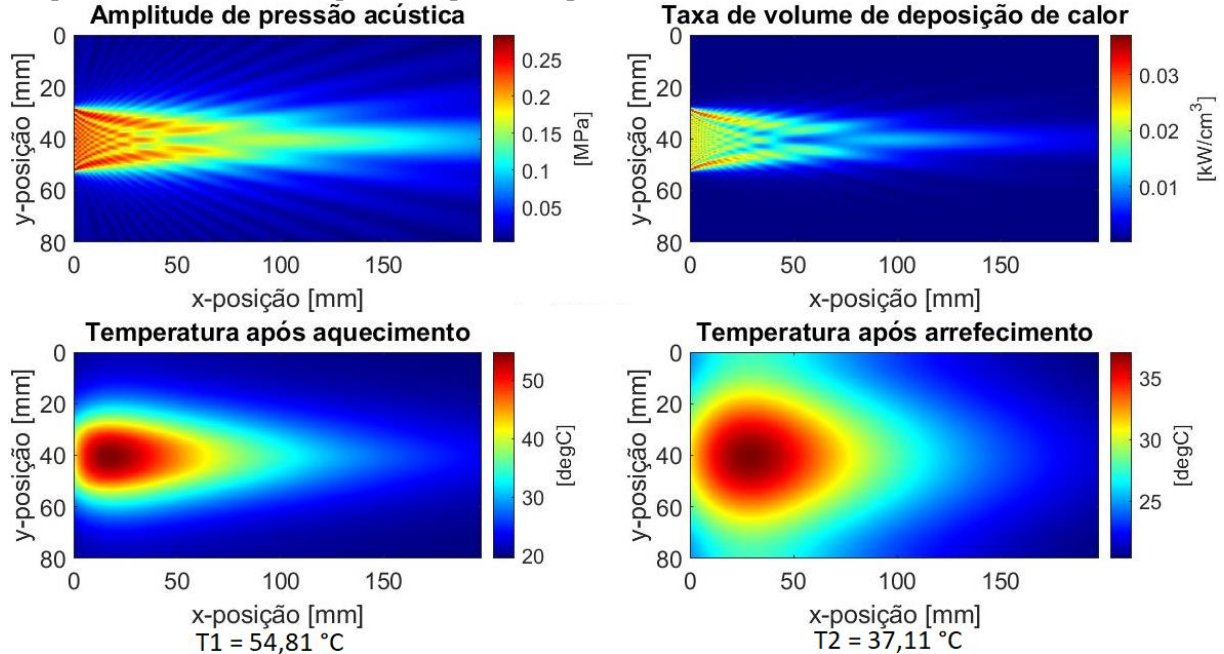 Amplitude de pressão acústica
0
20
40
60
80
y-posição [mm]
0 50 100 150
x-posição [mm]
0.25
0.2
0.15
0.1
0.05
[MPa]
Taxa de volume de deposição de calor
0
20
40
60
80
y-posição [mm]
0 50 100 150
x-posição [mm]
0.03
0.02
0.01
[kW/cm³]
Temperatura após aquecimento
0
20
40
60
80
y-posição [mm]
0 50 100 150
x-posição [mm]
50
40
30
20
[degC]
T1 = 54,81 °C
Temperatura após arrefecimento
0
20
40
60
80
y-posição [mm]
0 50 100 150
x-posição [mm]
35
30
25
[degC]
T2 = 37,11 °C